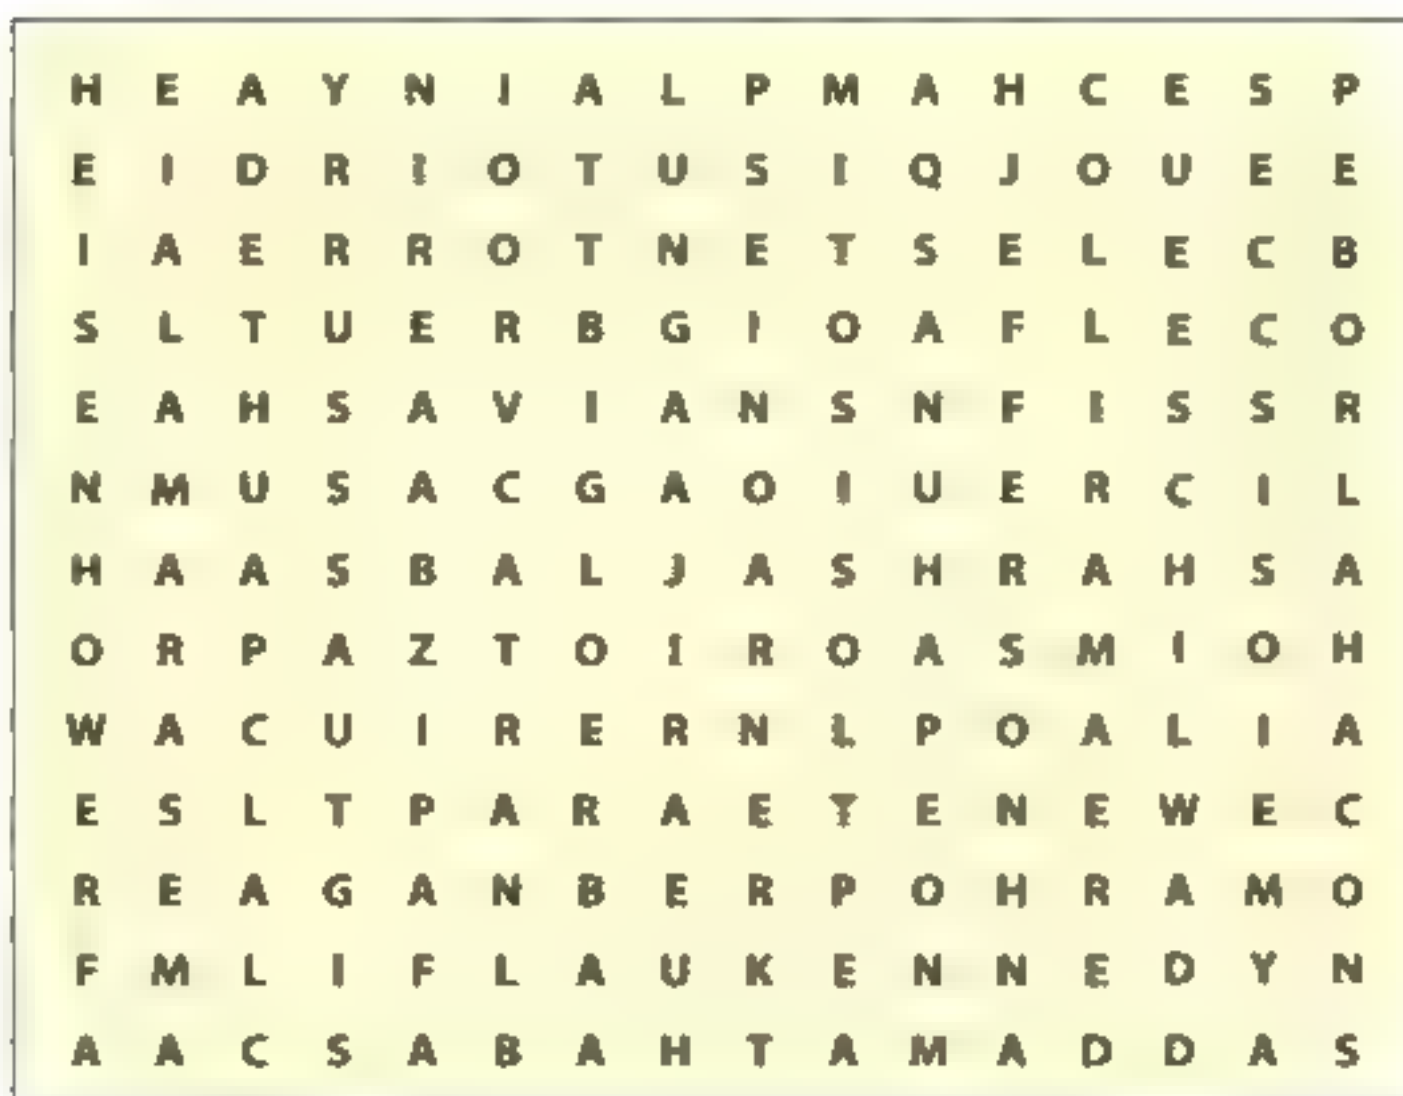 H E A Y N I A L P M A H C E S P
E I D R I O T U S I Q J O U E E
I A E R R O T N E T S E L E C B
S L T U E R B G I O A F L E C O
E A H S A V I A N S N F I S S R
N M U S A C G A O I U E R C I L
H A A S B A L J A S H R A H S A
O R P A Z T O I R O A S M I O H
W A C U I R E R N L P O A L I A
E S L T P A R A E T E N E W E C
R E A G A N B E R P O H R A M O
F M L I F L A U K E N N E D Y N
A A C S A B A H T A M A D D A S